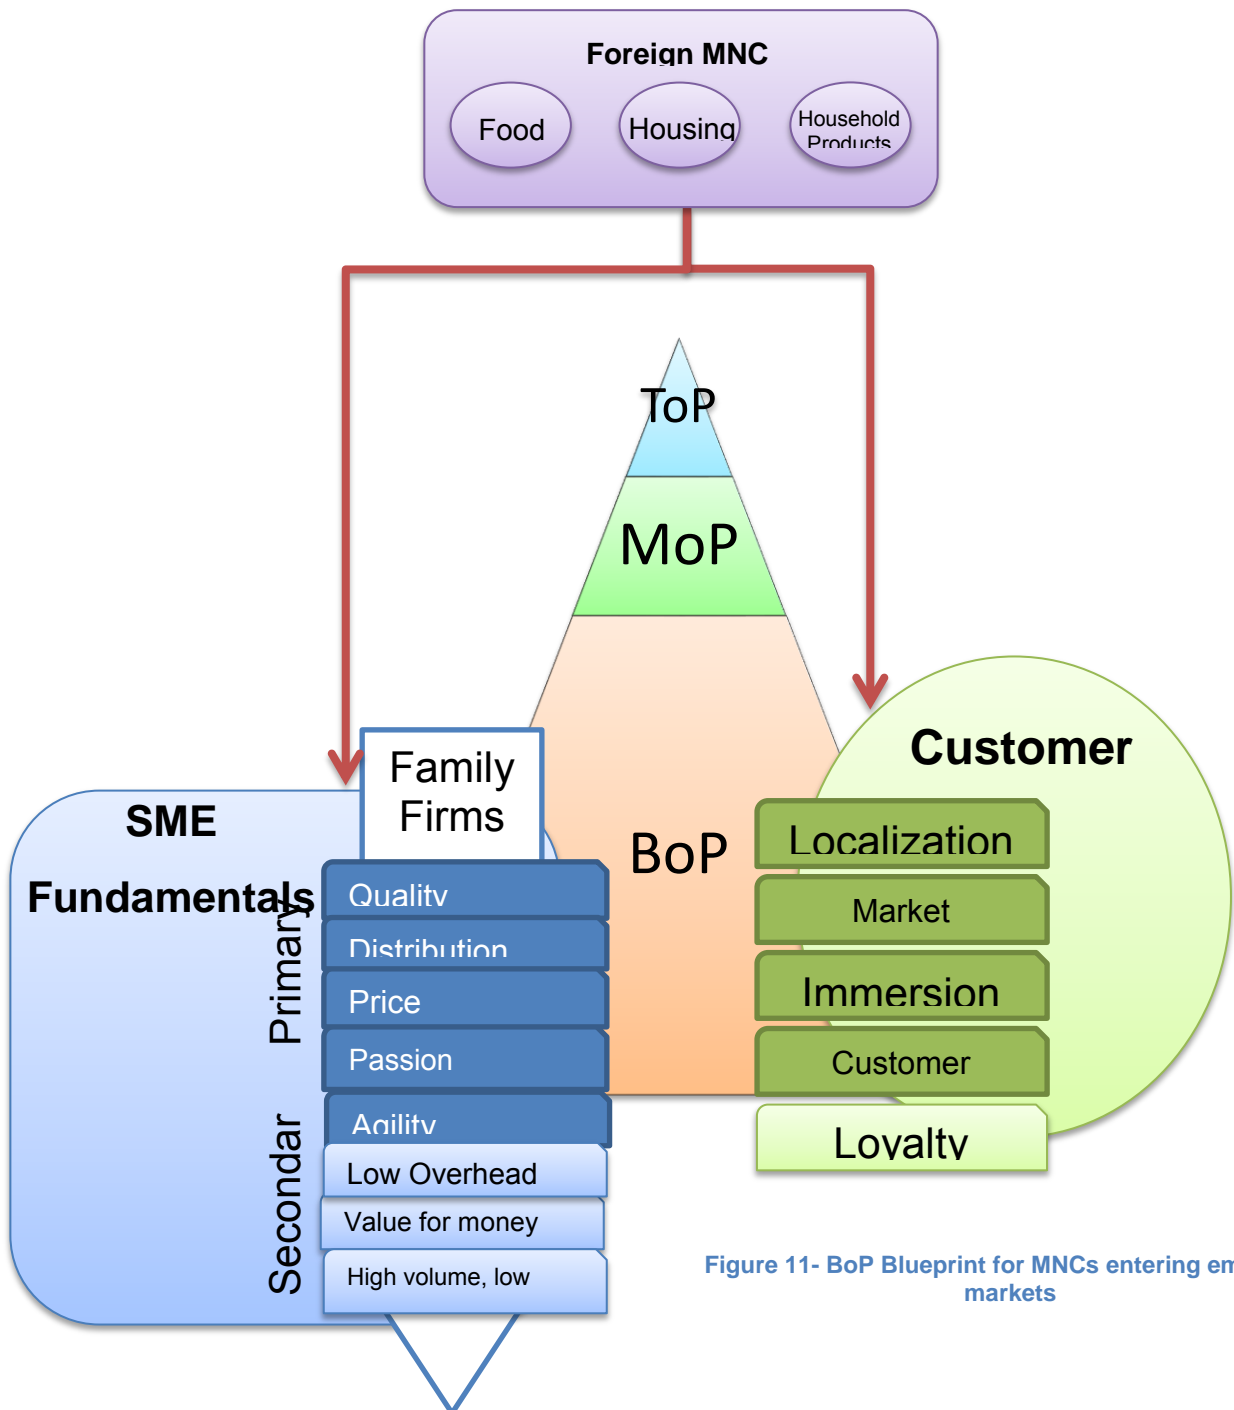 Foreign MNC
Food
Housing
Household
Products
ToP
MoP
BoP
Family
Firms
SME
Fundamentals
Primary
Quality
Distribution
Price
Passion
Agility
Secondar
Low Overhead
Value for money
High volume, low
Customer
Localization
Market
Immersion
Customer
Loyalty
Figure 11- BoP Blueprint for MNCs entering em
markets